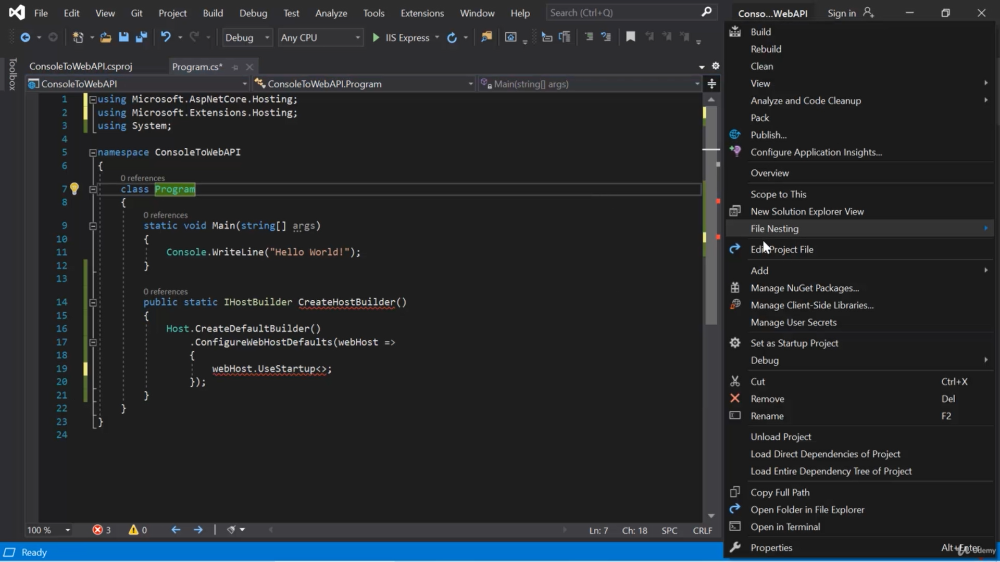 File Edit View Git Project Build Debug Test Analyze Tools Extensions Window Help Search (Ctrl+Q) Conso...WebAPI Sign in
Debug Any CPU IIS Express
Toolbox
ConsoleToWebAPI.csproj Program.cs*
ConsoleToWebAPI ConsoleToWebAPI.Program Main(string[] args)
1 using Microsoft.AspNetCore.Hosting;
2 using Microsoft.Extensions.Hosting;
3 using System;
4
5 namespace ConsoleToWebAPI
6 {
0 references
7 class Program
8 {
0 references
9 static void Main(string[] args)
10 {
11 Console.WriteLine("Hello World!");
12 }
13
0 references
14 public static IHostBuilder CreateHostBuilder()
15 {
16 Host.CreateDefaultBuilder()
17 .ConfigureWebHostDefaults(webHost =>
18 {
19 webHost.UseStartup<>;
20 });
21 }
22 }
23 }
24
100 % 3 0 Ln: 7 Ch: 18 SPC CRLF
Ready
Build
Rebuild
Clean
View
Analyze and Code Cleanup
Pack
Publish...
Configure Application Insights...
Overview
Scope to This
New Solution Explorer View
File Nesting
Edit Project File
Add
Manage NuGet Packages...
Manage Client-Side Libraries...
Manage User Secrets
Set as Startup Project
Debug
Cut Ctrl+X
Remove Del
Rename F2
Unload Project
Load Direct Dependencies of Project
Load Entire Dependency Tree of Project
Copy Full Path
Open Folder in File Explorer
Open in Terminal
Properties Alt+Enter
Udemy